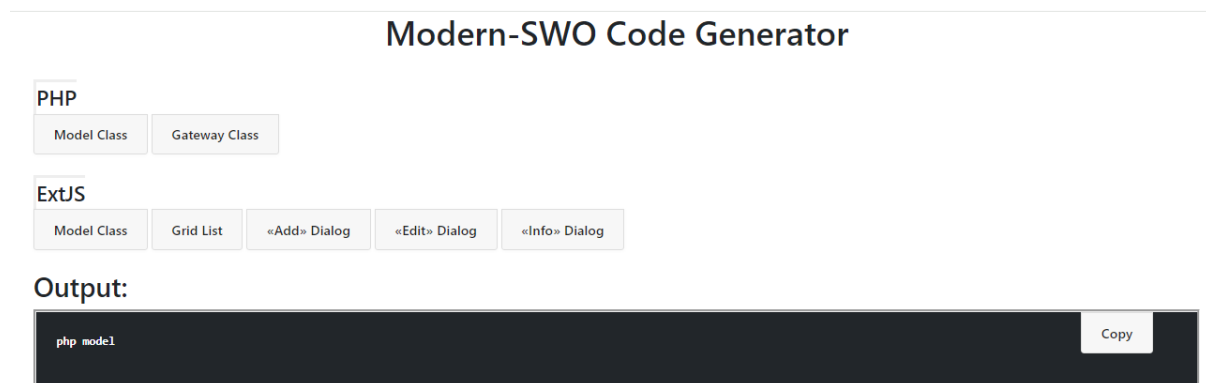 Modern-SWO Code Generator
PHP
Model Class Gateway Class
ExtJS
Model Class Grid List «Add» Dialog «Edit» Dialog «Info» Dialog
Output:
Copy
php model